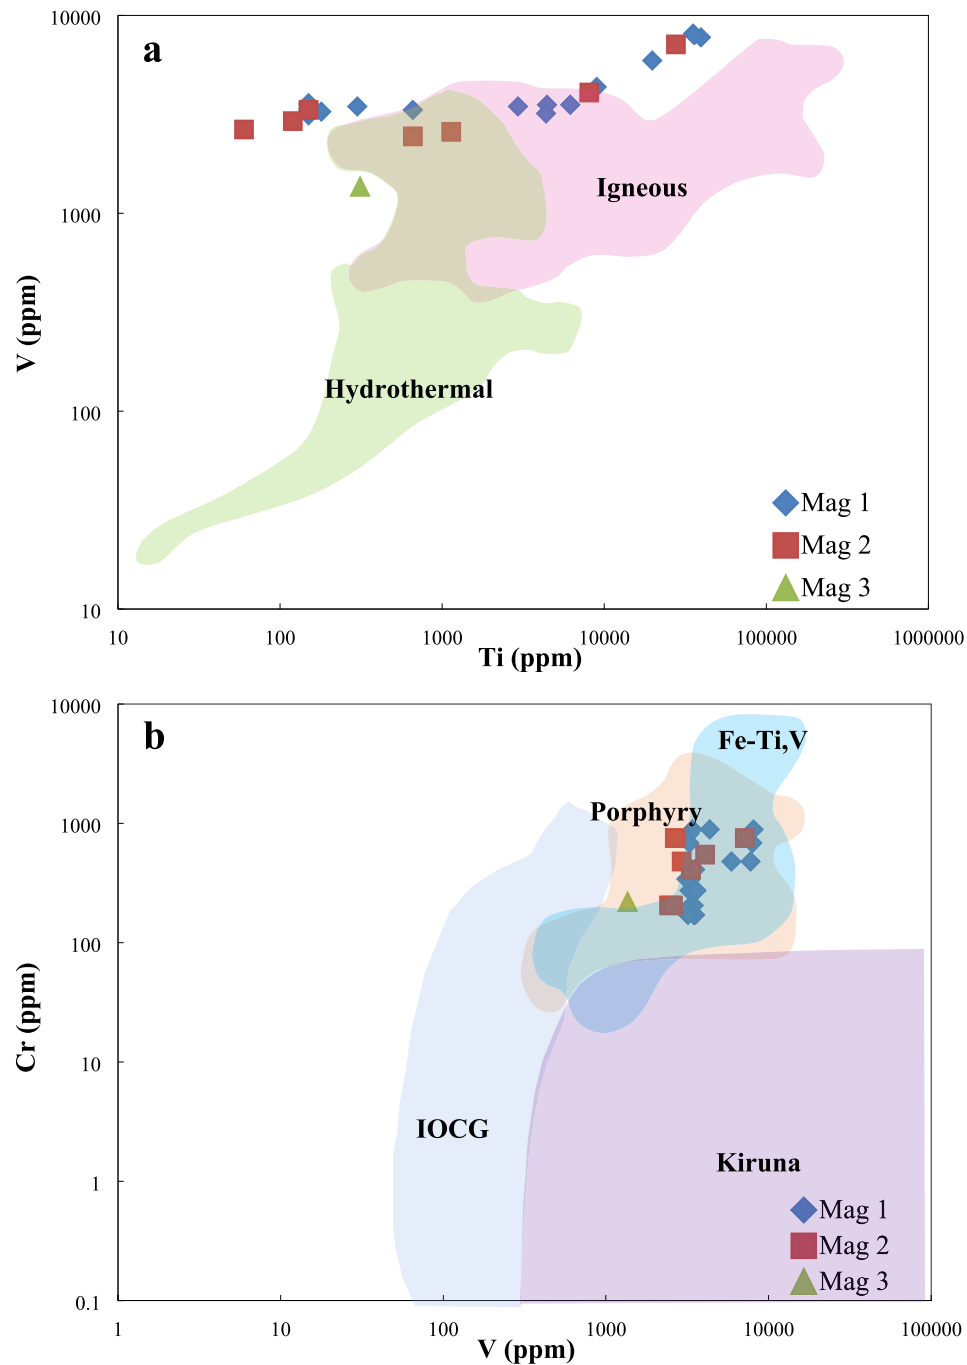 10000
a
Igneous
1000
V (ppm)
Hydrothermal
100
Mag 1
Mag 2
Mag 3
10
10 100 1000 10000 100000 1000000
Ti (ppm)
10000
b
Fe-Ti,V
Porphyry
1000
100
Cr (ppm)
10
IOCG
Kiruna
1
Mag 1
Mag 2
Mag 3
0.1
1 10 100 1000 10000 100000
V (ppm)